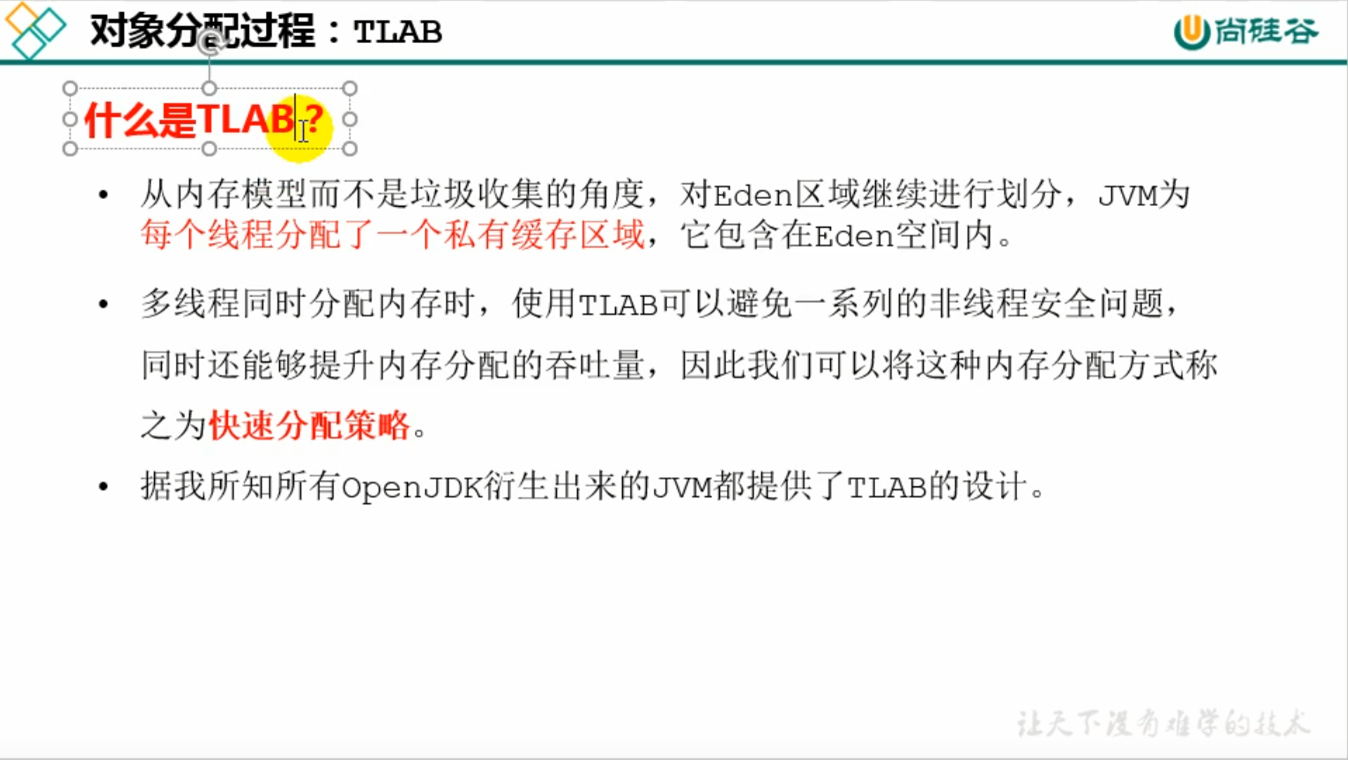 对象分配过程：TLAB
尚硅谷
什么是TLAB？
• 从内存模型而不是垃圾收集的角度，对Eden区域继续进行划分，JVM为
每个线程分配了一个私有缓存区域，它包含在Eden空间内。
• 多线程同时分配内存时，使用TLAB可以避免一系列的非线程安全问题，
同时还能够提升内存分配的吞吐量，因此我们可以将这种内存分配方式称
之为快速分配策略。
• 据我所知所有OpenJDK衍生出来的JVM都提供了TLAB的设计。
让天下没有难学的技术